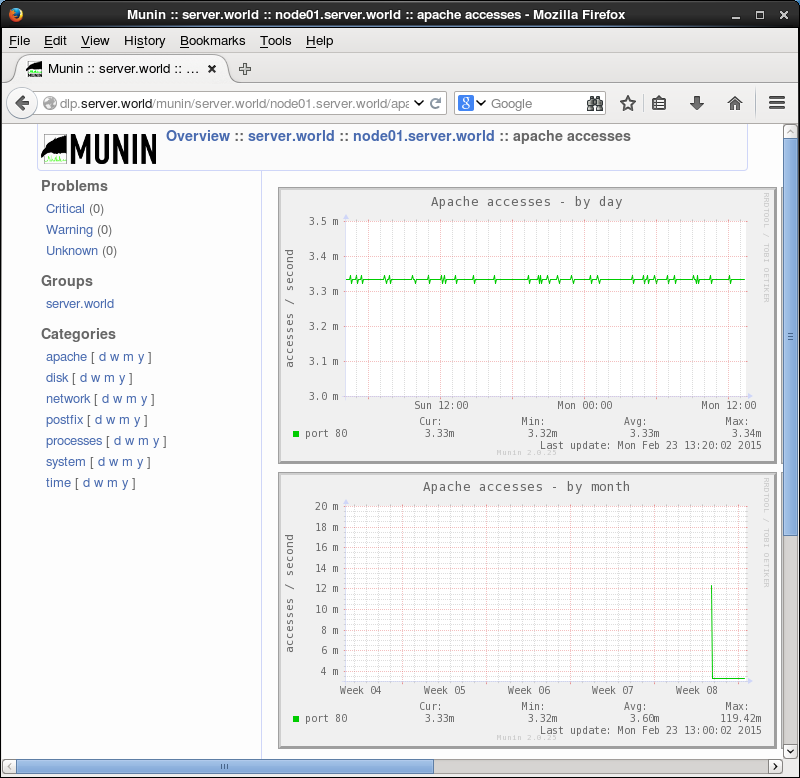 Munin :: server.world :: node01.server.world :: apache accesses - Mozilla Firefox
File Edit View History Bookmarks Tools Help
Munin :: server.world :: ...
dlp.server.world/munin/server.world/node01.server.world/apa
Google
MUNIN
Overview :: server.world :: node01.server.world :: apache accesses
Problems
Critical (0)
Warning (0)
Unknown (0)
Groups
server.world
Categories
apache [ d w m y ]
disk [ d w m y ]
network [ d w m y ]
postfix [ d w m y ]
processes [ d w m y ]
system [ d w m y ]
time [ d w m y ]
Apache accesses - by day
RRDTOOL / TOBI OETIKER
accesses / second
3.5 m
3.4 m
3.3 m
3.2 m
3.1 m
3.0 m
Sun 12:00 Mon 00:00 Mon 12:00
Cur: Min: Avg: Max:
port 80 3.33m 3.32m 3.33m 3.34m
Last update: Mon Feb 23 13:20:02 2015
Munin 2.0.25
Apache accesses - by month
RRDTOOL / TOBI OETIKER
accesses / second
20 m
18 m
16 m
14 m
12 m
10 m
8 m
6 m
4 m
Week 04 Week 05 Week 06 Week 07 Week 08
Cur: Min: Avg: Max:
port 80 3.33m 3.32m 3.60m 119.42m
Last update: Mon Feb 23 13:00:02 2015
Munin 2.0.25